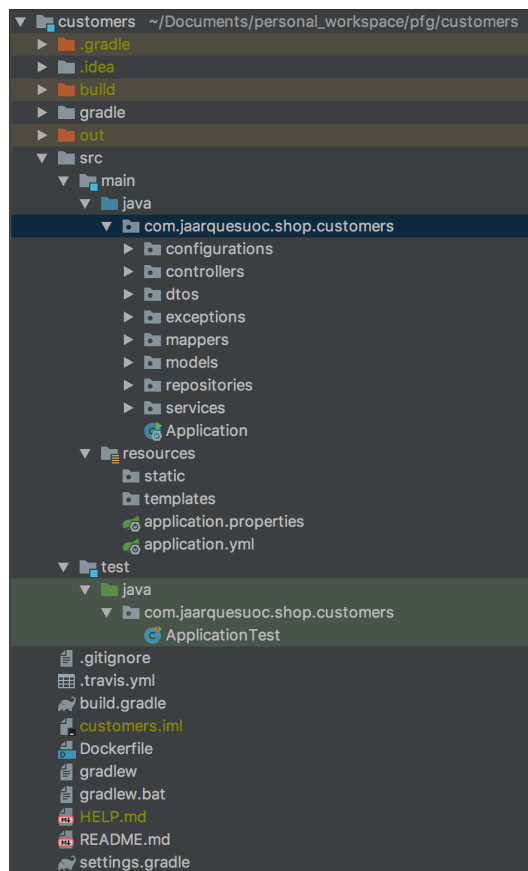 customers ~/Documents/personal_workspace/pfg/customers
.gradle
.idea
build
gradle
out
src
main
java
com.jaarquesuoc.shop.customers
configurations
controllers
dtos
exceptions
mappers
models
repositories
services
Application
resources
static
templates
application.properties
application.yml
test
java
com.jaarquesuoc.shop.customers
ApplicationTest
.gitignore
.travis.yml
build.gradle
customers.iml
Dockerfile
gradlew
gradlew.bat
HELP.md
README.md
settings.gradle